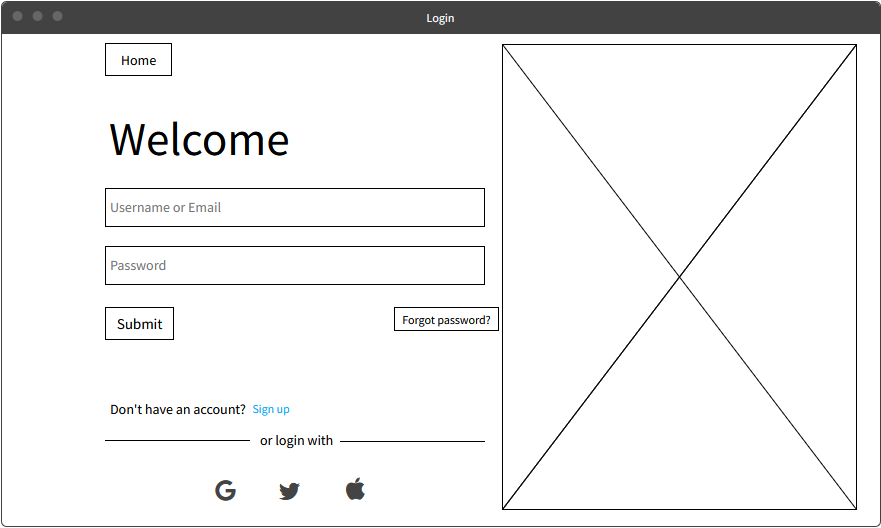 Login
Home
Welcome
Username or Email
Password
Submit
Forgot password?
Don't have an account? Sign up
or login with